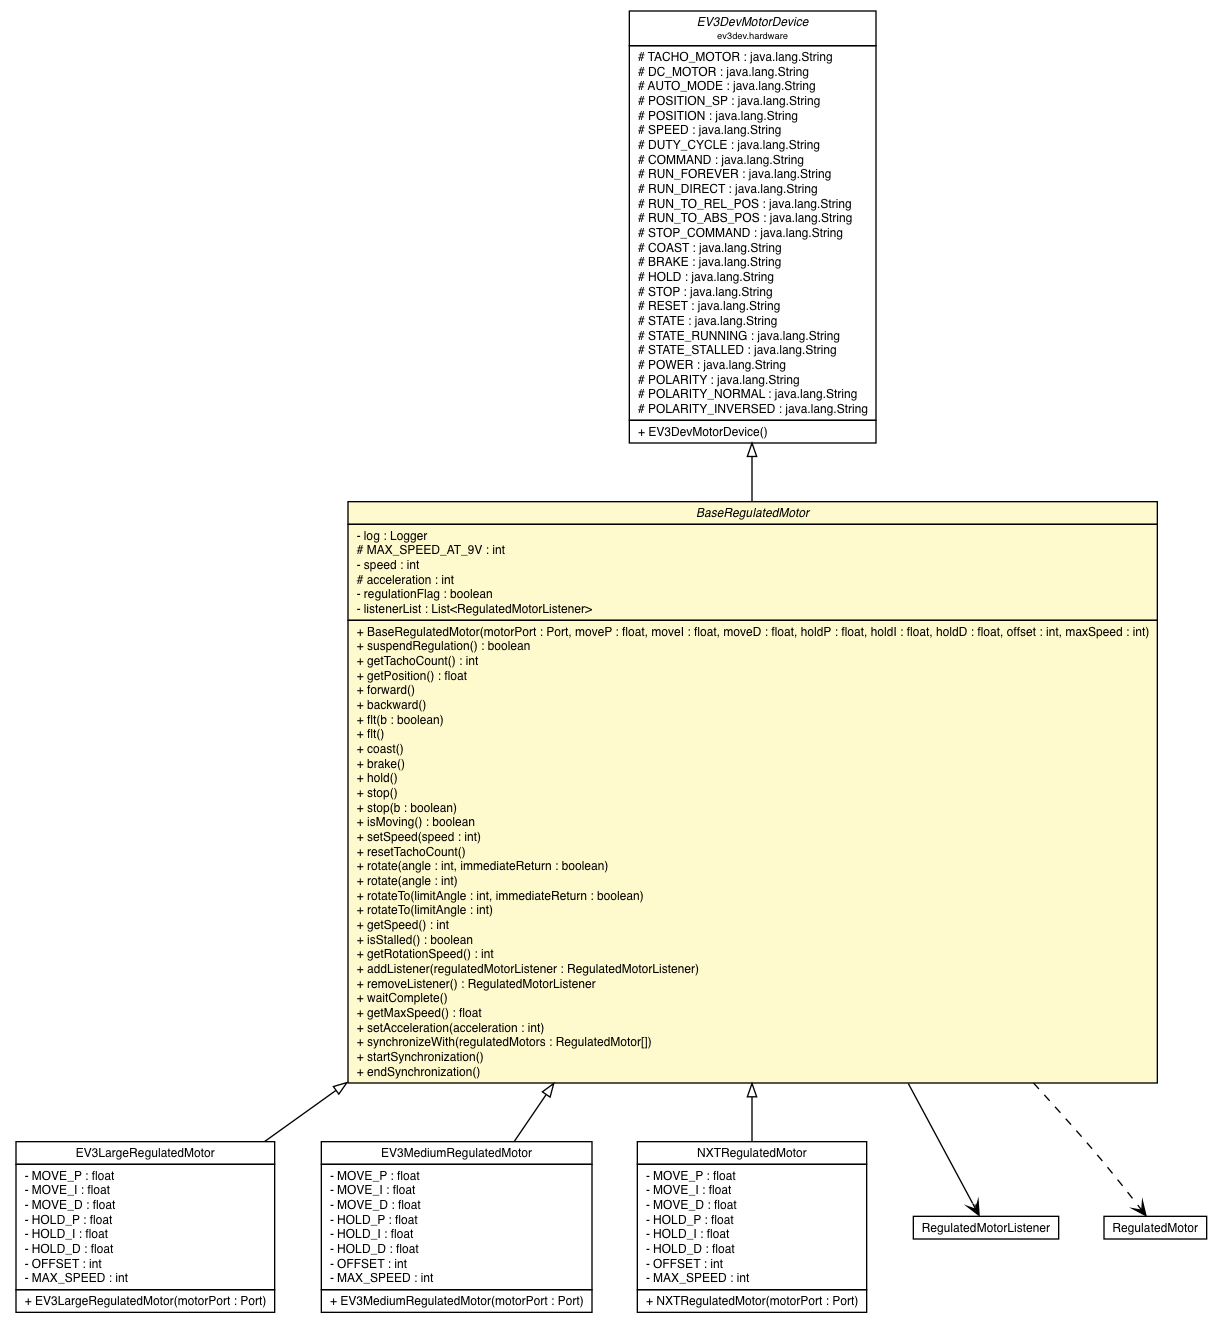 EV3DevMotorDevice
ev3dev.hardware
# TACHO_MOTOR : java.lang.String
# DC_MOTOR : java.lang.String
# AUTO_MODE : java.lang.String
# POSITION_SP : java.lang.String
# POSITION : java.lang.String
# SPEED : java.lang.String
# DUTY_CYCLE : java.lang.String
# COMMAND : java.lang.String
# RUN_FOREVER : java.lang.String
# RUN_DIRECT : java.lang.String
# RUN_TO_REL_POS : java.lang.String
# RUN_TO_ABS_POS : java.lang.String
# STOP_COMMAND : java.lang.String
# COAST : java.lang.String
# BRAKE : java.lang.String
# HOLD : java.lang.String
# STOP : java.lang.String
# RESET : java.lang.String
# STATE : java.lang.String
# STATE_RUNNING : java.lang.String
# STATE_STALLED : java.lang.String
# POWER : java.lang.String
# POLARITY : java.lang.String
# POLARITY_NORMAL : java.lang.String
# POLARITY_INVERSED : java.lang.String
+ EV3DevMotorDevice()
BaseRegulatedMotor
- log : Logger
# MAX_SPEED_AT_9V : int
- speed : int
# acceleration : int
- regulationFlag : boolean
- listenerList : List<RegulatedMotorListener>
+ BaseRegulatedMotor(motorPort : Port, moveP : float, moveI : float, moveD : float, holdP : float, holdI : float, holdD : float, offset : int, maxSpeed : int)
+ suspendRegulation() : boolean
+ getTachoCount() : int
+ getPosition() : float
+ forward()
+ backward()
+ flt(b : boolean)
+ flt()
+ coast()
+ brake()
+ hold()
+ stop()
+ stop(b : boolean)
+ isMoving() : boolean
+ setSpeed(speed : int)
+ resetTachoCount()
+ rotate(angle : int, immediateReturn : boolean)
+ rotate(angle : int)
+ rotateTo(limitAngle : int, immediateReturn : boolean)
+ rotateTo(limitAngle : int)
+ getSpeed() : int
+ isStalled() : boolean
+ getRotationSpeed() : int
+ addListener(regulatedMotorListener : RegulatedMotorListener)
+ removeListener() : RegulatedMotorListener
+ waitComplete()
+ getMaxSpeed() : float
+ setAcceleration(acceleration : int)
+ synchronizeWith(regulatedMotors : RegulatedMotor[])
+ startSynchronization()
+ endSynchronization()
EV3LargeRegulatedMotor
- MOVE_P : float
- MOVE_I : float
- MOVE_D : float
- HOLD_P : float
- HOLD_I : float
- HOLD_D : float
- OFFSET : int
- MAX_SPEED : int
+ EV3LargeRegulatedMotor(motorPort : Port)
EV3MediumRegulatedMotor
- MOVE_P : float
- MOVE_I : float
- MOVE_D : float
- HOLD_P : float
- HOLD_I : float
- HOLD_D : float
- OFFSET : int
- MAX_SPEED : int
+ EV3MediumRegulatedMotor(motorPort : Port)
NXTRegulatedMotor
- MOVE_P : float
- MOVE_I : float
- MOVE_D : float
- HOLD_P : float
- HOLD_I : float
- HOLD_D : float
- OFFSET : int
- MAX_SPEED : int
+ NXTRegulatedMotor(motorPort : Port)
RegulatedMotorListener
RegulatedMotor